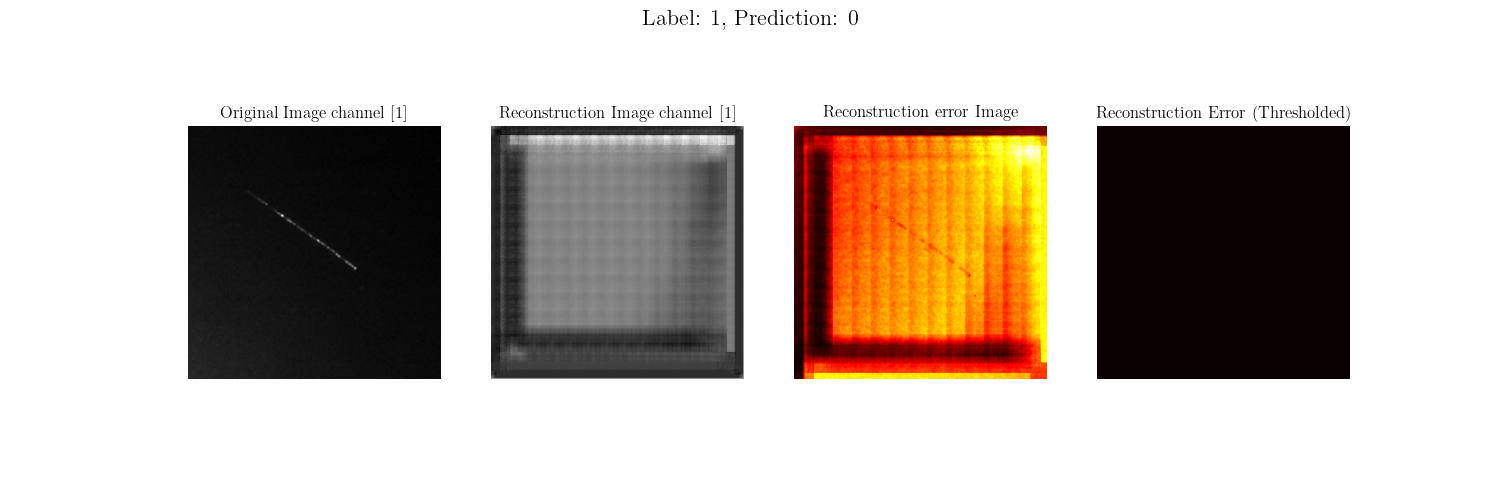 Label: 1, Prediction: 0
Original Image channel [1]
Reconstruction Image channel [1]
Reconstruction error Image
Reconstruction Error (Thresholded)